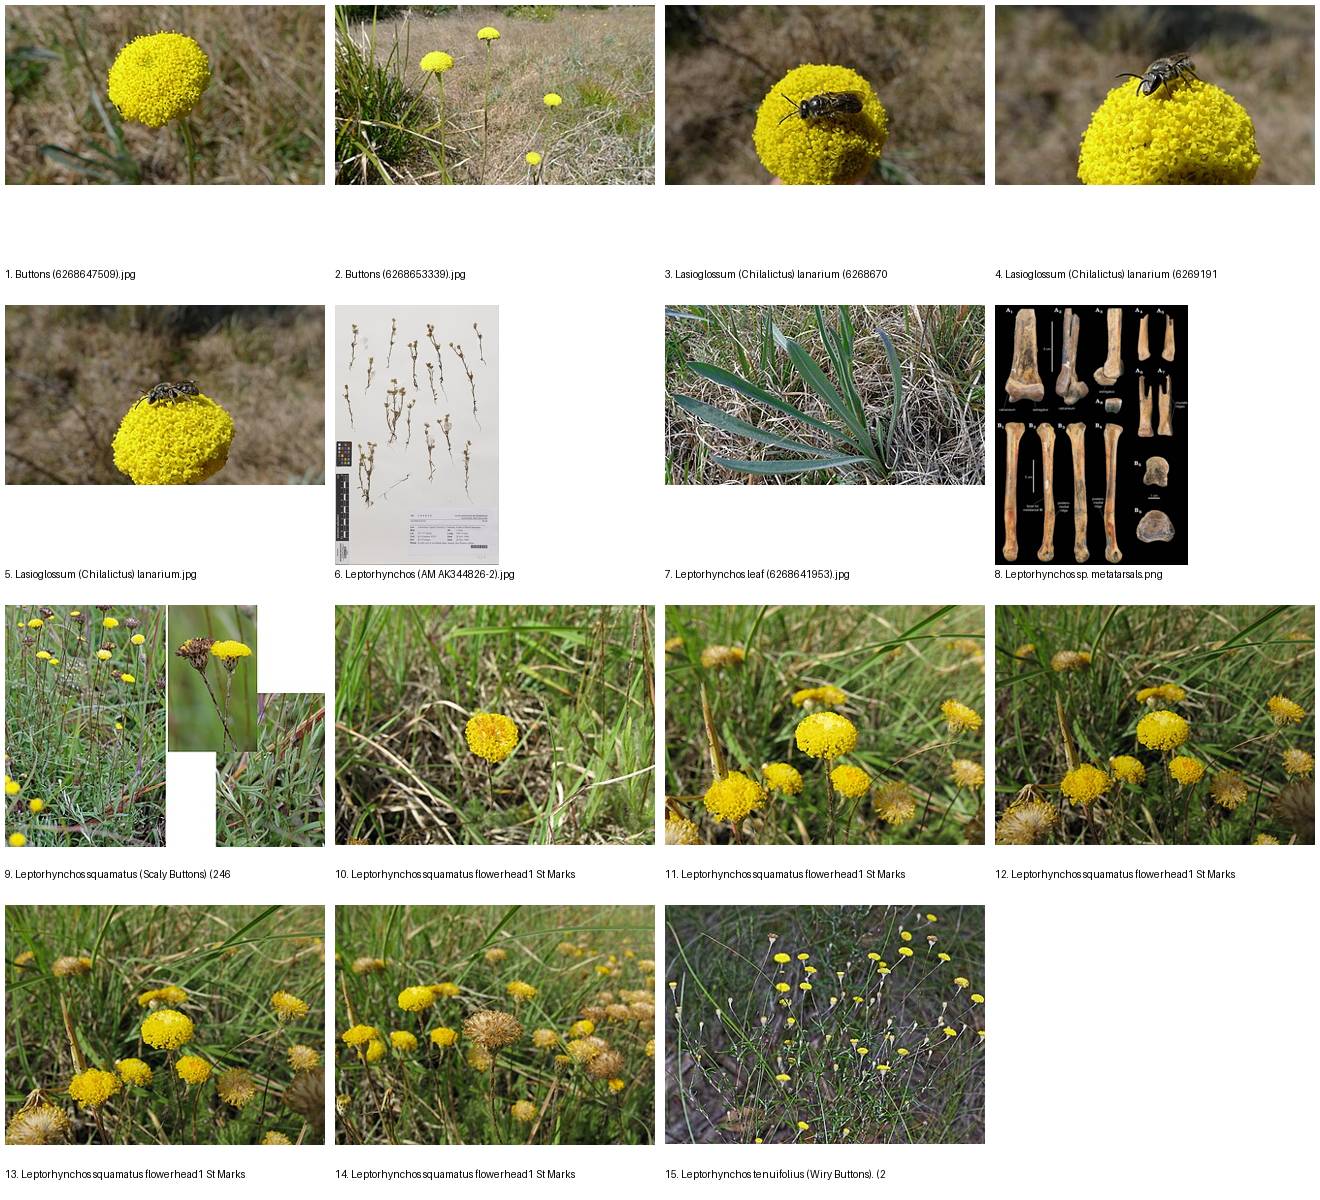 1. Buttons (6268647509).jpg
2. Buttons (6268653339).jpg
3. Lasioglossum (Chilalictus) lanarium (6268670
4. Lasioglossum (Chilalictus) lanarium (6269191
5. Lasioglossum (Chilalictus) lanarium.jpg
6. Leptorhynchos (AM AK344826-2).jpg
7. Leptorhynchos leaf (6268641953).jpg
8. Leptorhynchos sp. metatarsals.png
9. Leptorhynchos squamatus (Scaly Buttons) (246
10. Leptorhynchos squamatus flowerhead1 St Marks
11. Leptorhynchos squamatus flowerhead1 St Marks
12. Leptorhynchos squamatus flowerhead1 St Marks
13. Leptorhynchos squamatus flowerhead1 St Marks
14. Leptorhynchos squamatus flowerhead1 St Marks
15. Leptorhynchos tenuifolius (Wiry Buttons). (2